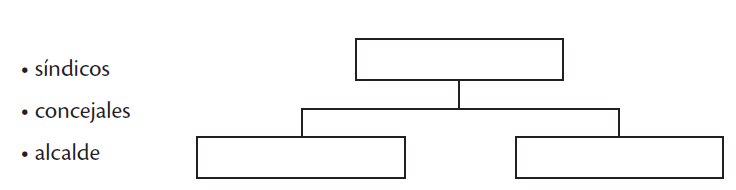 • síndicos
• concejales
• alcalde